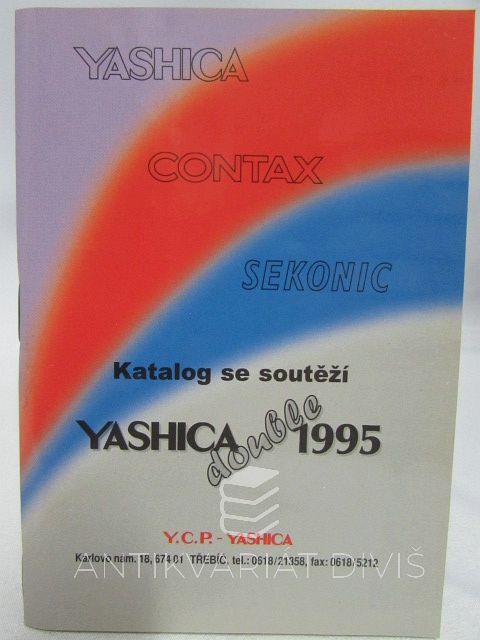 YASHICA
CONTAX
SEKONIC
Katalog se soutěží
YASHICA double 1995
Y.C.P. - YASHICA
Karlovo nám. 18, 674 01 TŘEBÍČ, tel.: 0618/21358, fax: 0618/5212
ANTIKVARIÁT DIVIŠ